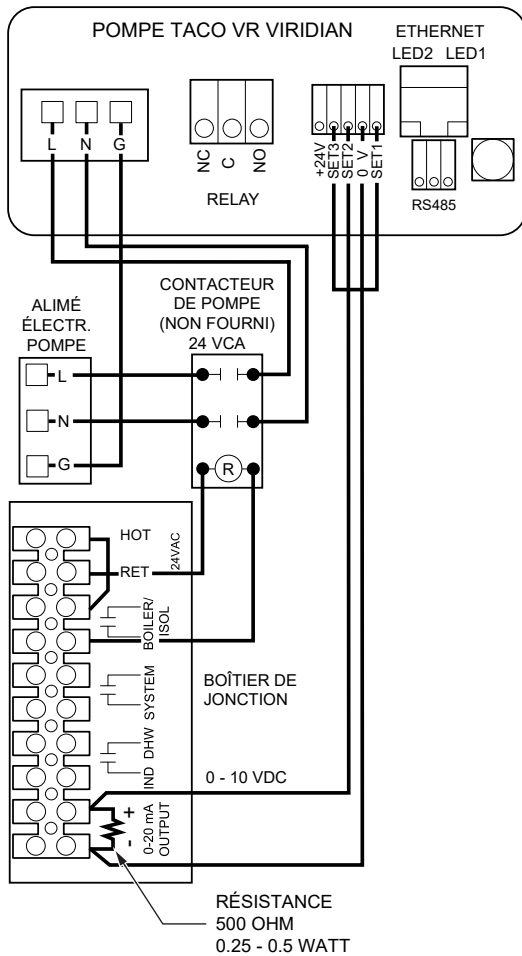 POMPE TACO VR VIRIDIAN
ETHERNET
LED2 LED1
L N G
NC
C
NO
RELAY
+24V
SET3
SET2
0 V
SET1
RS485
ALIMÉ
ÉLECTR.
POMPE
CONTACTEUR
DE POMPE
(NON FOURNI)
24 VCA
L
N
G
R
HOT
RET
24VAC
BOILER/
ISOL
SYSTEM
IND DHW
BOÎTIER DE
JONCTION
0 - 10 VDC
+
-
0-20 mA
OUTPUT
RÉSISTANCE
500 OHM
0.25 - 0.5 WATT